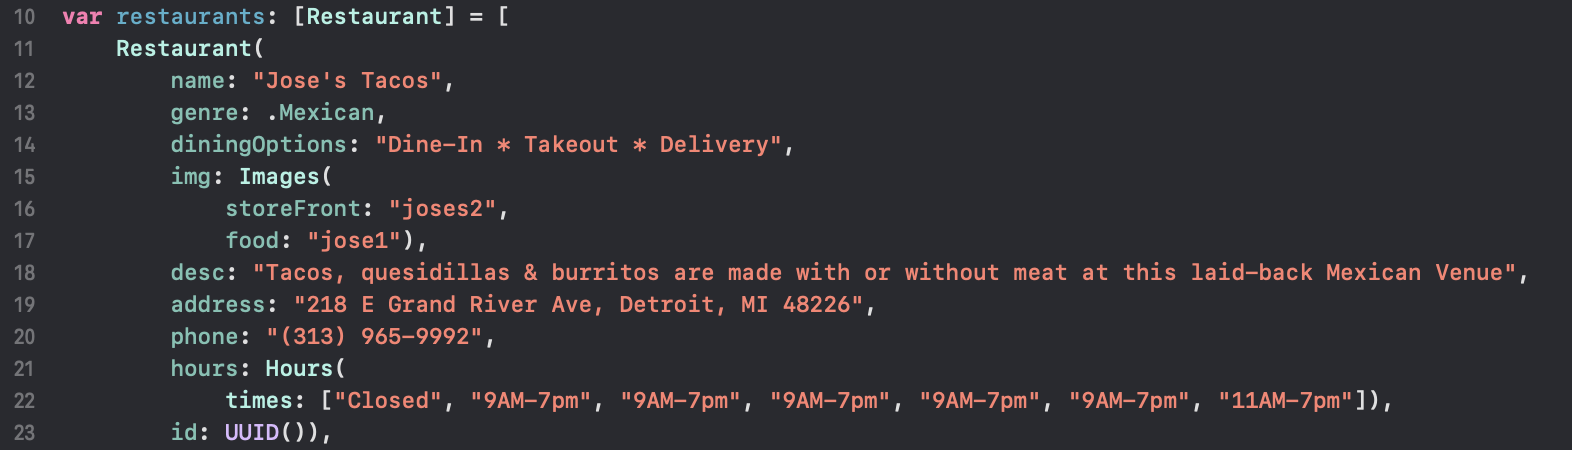 10 var restaurants: [Restaurant] = [
11 Restaurant(
12 name: "Jose's Tacos",
13 genre: .Mexican,
14 diningOptions: "Dine-In * Takeout * Delivery",
15 img: Images(
16 storeFront: "joses2",
17 food: "jose1"),
18 desc: "Tacos, quesidillas & burritos are made with or without meat at this laid-back Mexican Venue",
19 address: "218 E Grand River Ave, Detroit, MI 48226",
20 phone: "(313) 965-9992",
21 hours: Hours(
22 times: ["Closed", "9AM-7pm", "9AM-7pm", "9AM-7pm", "9AM-7pm", "9AM-7pm", "11AM-7pm"]),
23 id: UUID()),